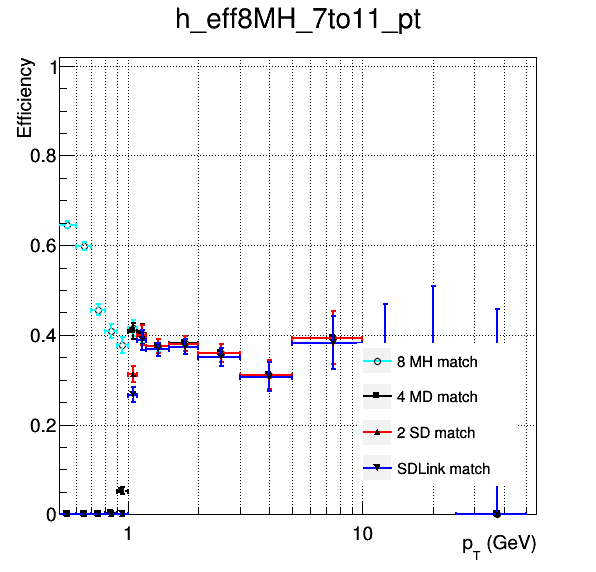 h_eff8MH_7to11_pt
Efficiency
1
0.8
0.6
0.4
0.2
0
8 MH match
4 MD match
2 SD match
SDLink match
1
10
p_T (GeV)